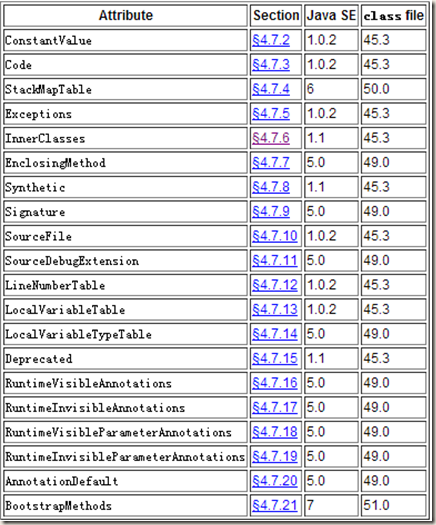 Attribute Section Java SE class file
ConstantValue §4.7.2 1.0.2 45.3
Code §4.7.3 1.0.2 45.3
StackMapTable §4.7.4 6 50.0
Exceptions §4.7.5 1.0.2 45.3
InnerClasses §4.7.6 1.1 45.3
EnclosingMethod §4.7.7 5.0 49.0
Synthetic §4.7.8 1.1 45.3
Signature §4.7.9 5.0 49.0
SourceFile §4.7.10 1.0.2 45.3
SourceDebugExtension §4.7.11 5.0 49.0
LineNumberTable §4.7.12 1.0.2 45.3
LocalVariableTable §4.7.13 1.0.2 45.3
LocalVariableTypeTable §4.7.14 5.0 49.0
Deprecated §4.7.15 1.1 45.3
RuntimeVisibleAnnotations §4.7.16 5.0 49.0
RuntimeInvisibleAnnotations §4.7.17 5.0 49.0
RuntimeVisibleParameterAnnotations §4.7.18 5.0 49.0
RuntimeInvisibleParameterAnnotations §4.7.19 5.0 49.0
AnnotationDefault §4.7.20 5.0 49.0
BootstrapMethods §4.7.21 7 51.0